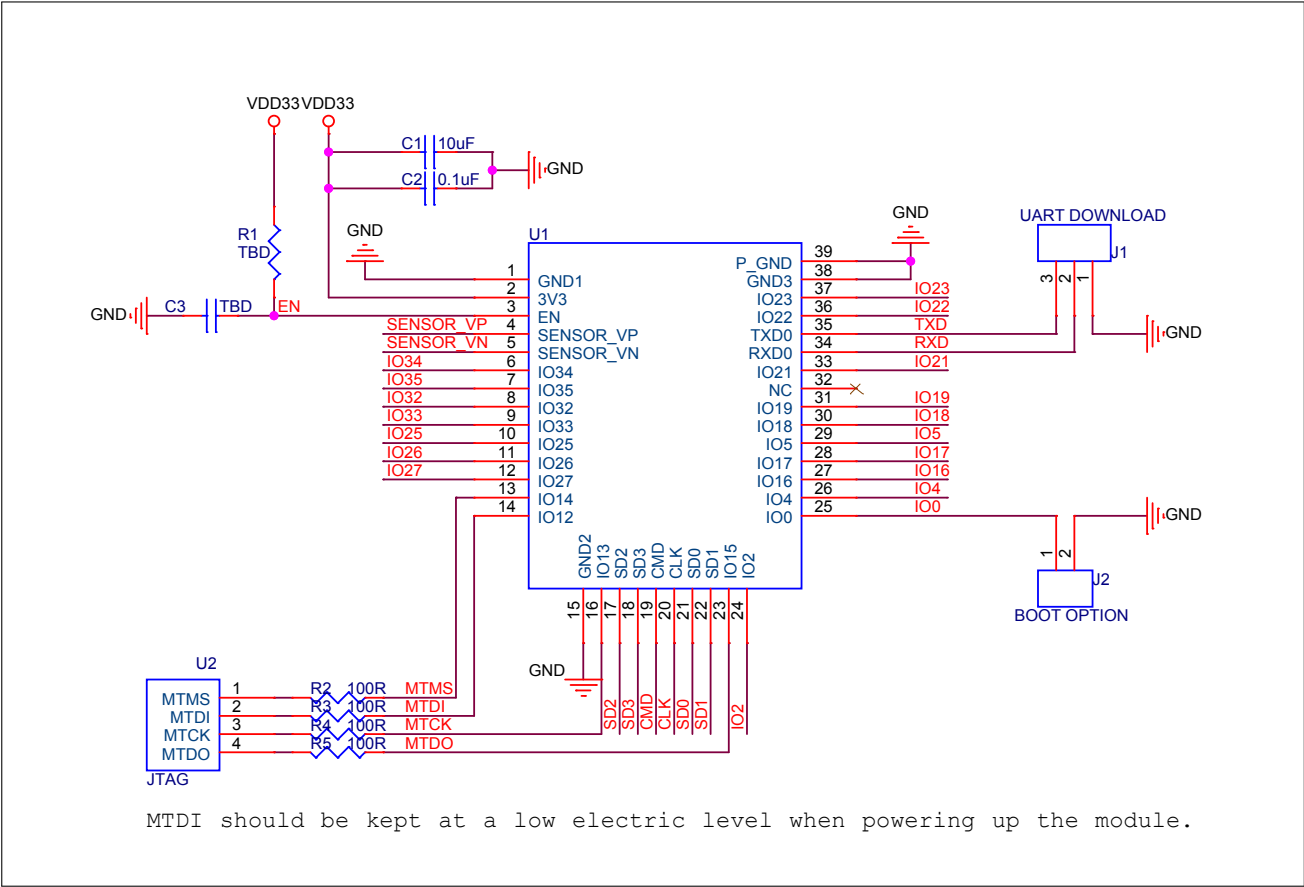 VDD33 VDD33
C1 10uF
C2 0.1uF
GND
R1
TBD
GND
GND
UART DOWNLOAD
J1
3 2 1
GND
U1
GND C3 TBD EN
1 GND1
2 3V3
3 EN
SENSOR_VP 4 SENSOR_VP
SENSOR_VN 5 SENSOR_VN
IO34 6 IO34
IO35 7 IO35
IO32 8 IO32
IO33 9 IO33
IO25 10 IO25
IO26 11 IO26
IO27 12 IO27
13 IO14
14 IO12
P_GND 39
GND3 38
IO23 37 IO23
IO22 36 IO22
TXD0 35 TXD
RXD0 34 RXD
IO21 33 IO21
NC 32
IO19 31 IO19
IO18 30 IO18
IO5 29 IO5
IO17 28 IO17
IO16 27 IO16
IO4 26 IO4
IO0 25 IO0
GND
1 2
J2
BOOT OPTION
GND2 IO13 SD2 SD3 CMD CLK SD0 SD1 IO15 IO2
15 16 17 18 19 20 21 22 23 24
GND
SD2 SD3 CMD CLK SD0 SD1 IO2
U2
MTMS 1 R2 100R MTMS
MTDI 2 R3 100R MTDI
MTCK 3 R4 100R MTCK
MTDO 4 R5 100R MTDO
JTAG
MTDI should be kept at a low electric level when powering up the module.